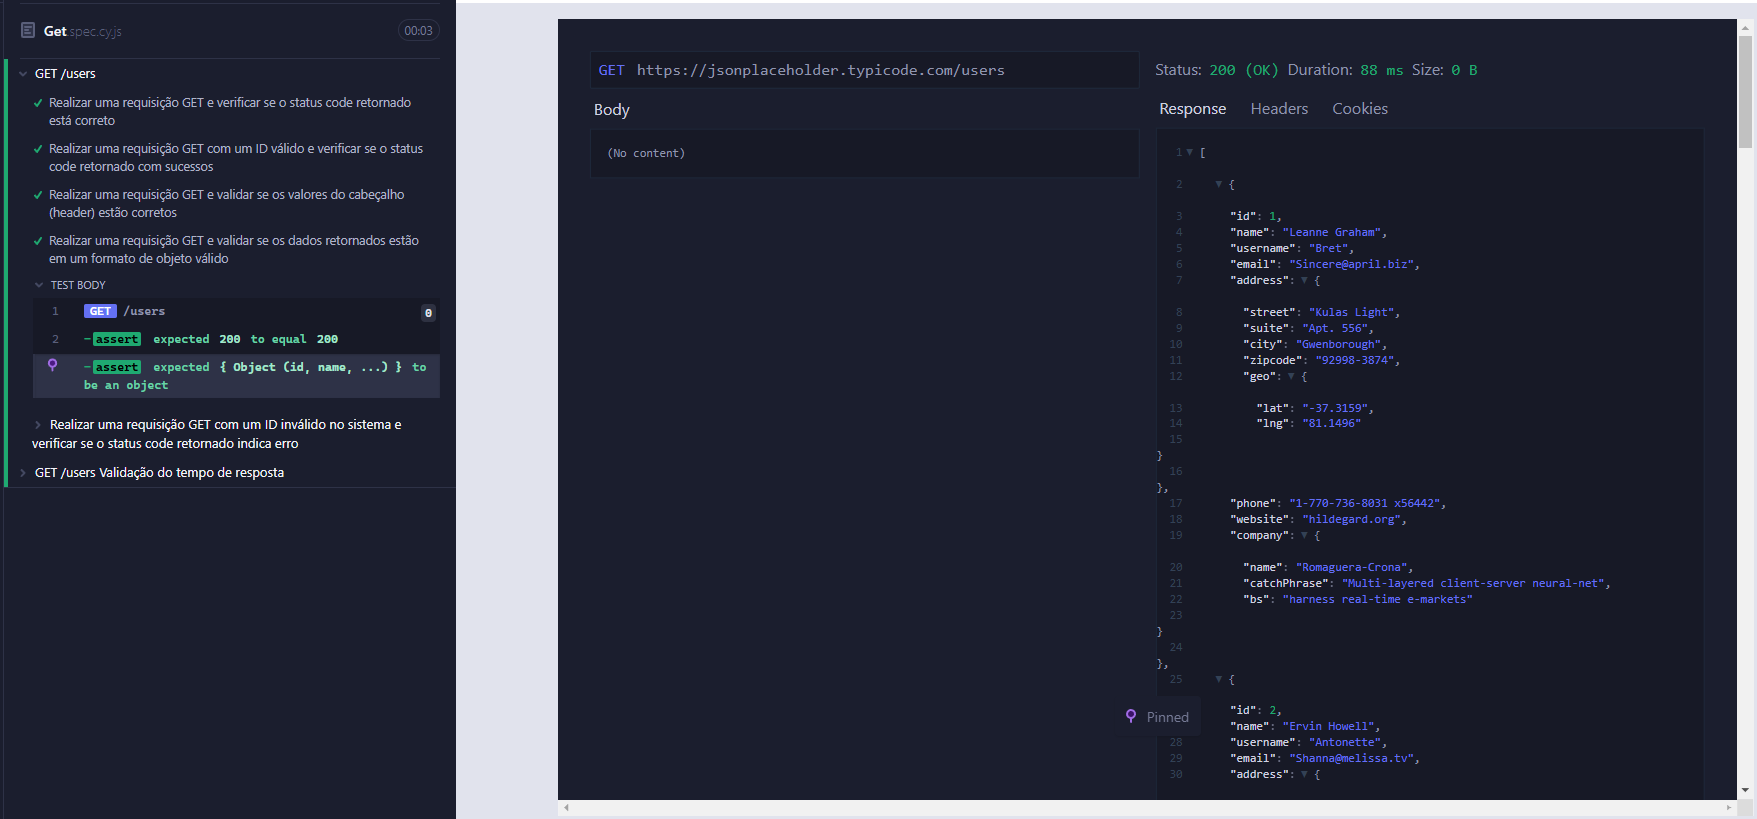 Get spec.cy.js 00:03
GET /users
Realizar uma requisição GET e verificar se o status code retornado
está correto
Realizar uma requisição GET com um ID válido e verificar se o status
code retornado com sucessos
Realizar uma requisição GET e validar se os valores do cabeçalho
(header) estão corretos
Realizar uma requisição GET e validar se os dados retornados estão
em um formato de objeto válido
TEST BODY
1 GET /users 0
2 -assert expected 200 to equal 200
-assert expected { Object (id, name, ...) } to
be an object
Realizar uma requisição GET com um ID inválido no sistema e
verificar se o status code retornado indica erro
GET /users Validação do tempo de resposta
GET https://jsonplaceholder.typicode.com/users
Body
(No content)
Status: 200 (OK) Duration: 88 ms Size: 0 B
Response Headers Cookies
1 [
2 {
3 "id": 1,
4 "name": "Leanne Graham",
5 "username": "Bret",
6 "email": "Sincere@april.biz",
7 "address": {
8 "street": "Kulas Light",
9 "suite": "Apt. 556",
10 "city": "Gwenborough",
11 "zipcode": "92998-3874",
12 "geo": {
13 "lat": "-37.3159",
14 "lng": "81.1496"
15
}
16
},
17 "phone": "1-770-736-8031 x56442",
18 "website": "hildegard.org",
19 "company": {
20 "name": "Romaguera-Crona",
21 "catchPhrase": "Multi-layered client-server neural-net",
22 "bs": "harness real-time e-markets"
23
}
24
},
25 {
"id": 2,
"name": "Ervin Howell",
28 "username": "Antonette",
29 "email": "Shanna@melissa.tv",
30 "address": {
Pinned